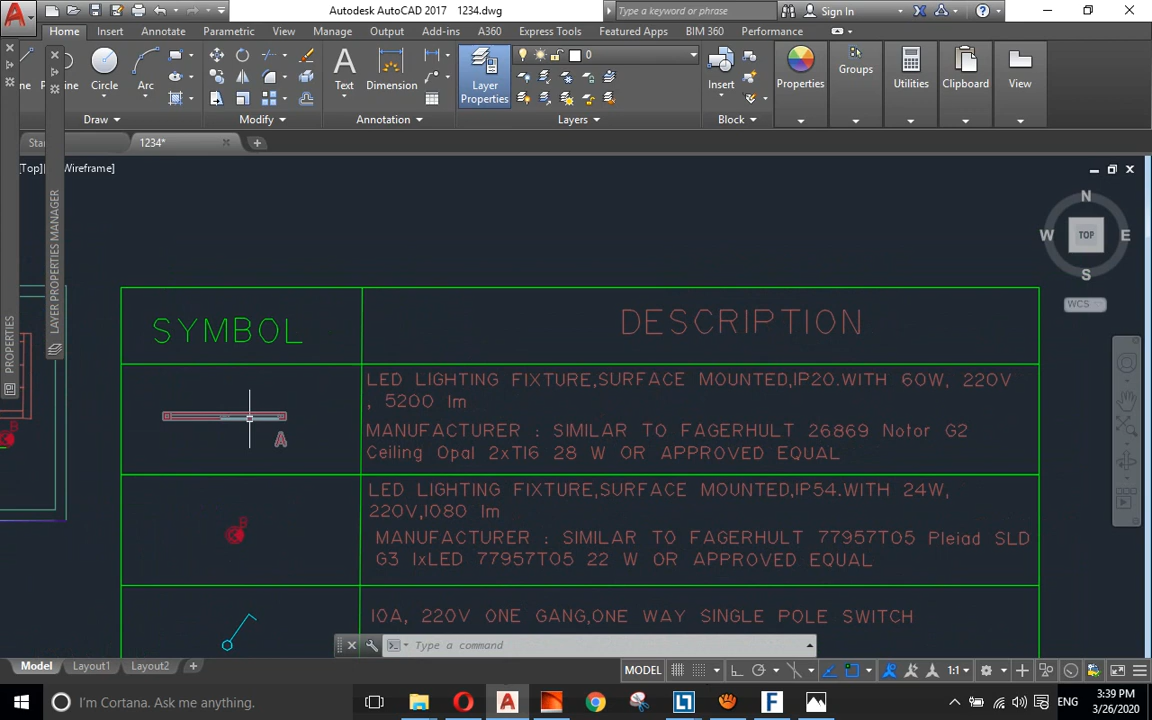 Autodesk AutoCAD 2017 1234.dwg
Type a keyword or phrase
Sign In
Home Insert Annotate Parametric View Manage Output Add-ins A360 Express Tools Featured Apps BIM 360 Performance
0
Circle Arc Text Dimension Layer Properties Insert Properties Groups Utilities Clipboard View
Draw Modify Annotation Layers Block
1234*
[Top] Wireframe]
N
W TOP E
S
WCS
LAYER PROPERTIES MANAGER
PROPERTIES
SYMBOL DESCRIPTION
LED LIGHTING FIXTURE,SURFACE MOUNTED,IP20.WITH 60W, 220V
, 5200 lm
A
MANUFACTURER : SIMILAR TO FAGERHULT 26869 Notor G2
Ceiling Opal 2xTI6 28 W OR APPROVED EQUAL
LED LIGHTING FIXTURE,SURFACE MOUNTED,IP54.WITH 24W,
220V,1080 lm
B
MANUFACTURER : SIMILAR TO FAGERHULT 77957T05 Pleiad SLD
G3 IxLED 77957T05 22 W OR APPROVED EQUAL
10A, 220V ONE GANG,ONE WAY SINGLE POLE SWITCH
Type a command
Model Layout1 Layout2 +
MODEL 1:1
I'm Cortana. Ask me anything.
ENG
3:39 PM
3/26/2020